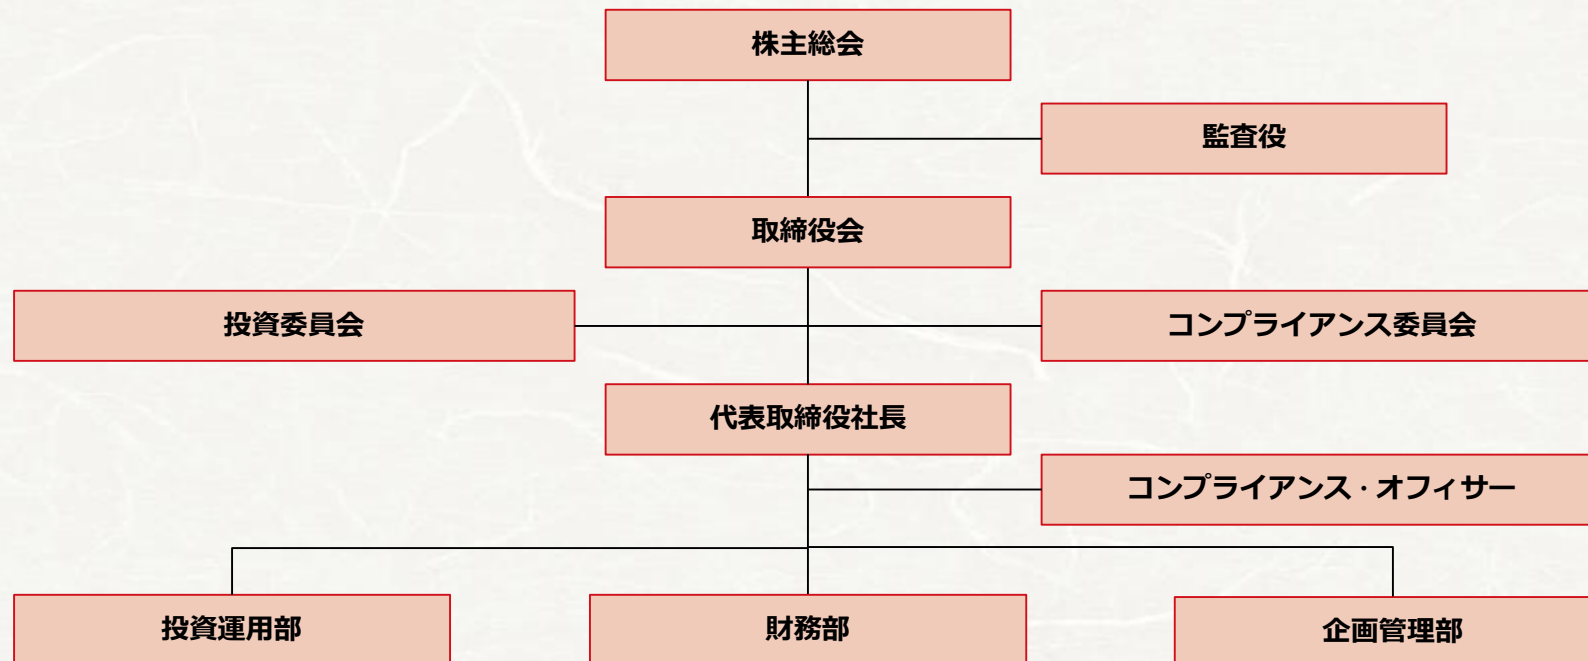 株主総会
監査役
取締役会
投資委員会
コンプライアンス委員会
代表取締役社長
コンプライアンス・オフィサー
投資運用部
財務部
企画管理部